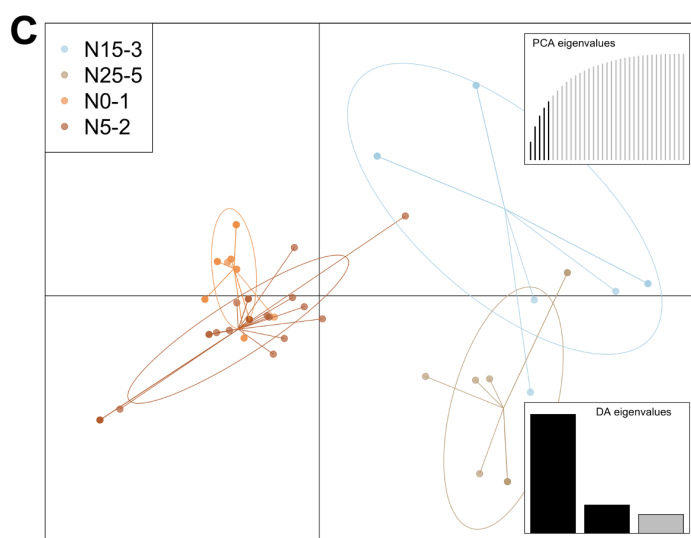 C
N15-3
N25-5
N0-1
N5-2
PCA eigenvalues
DA eigenvalues